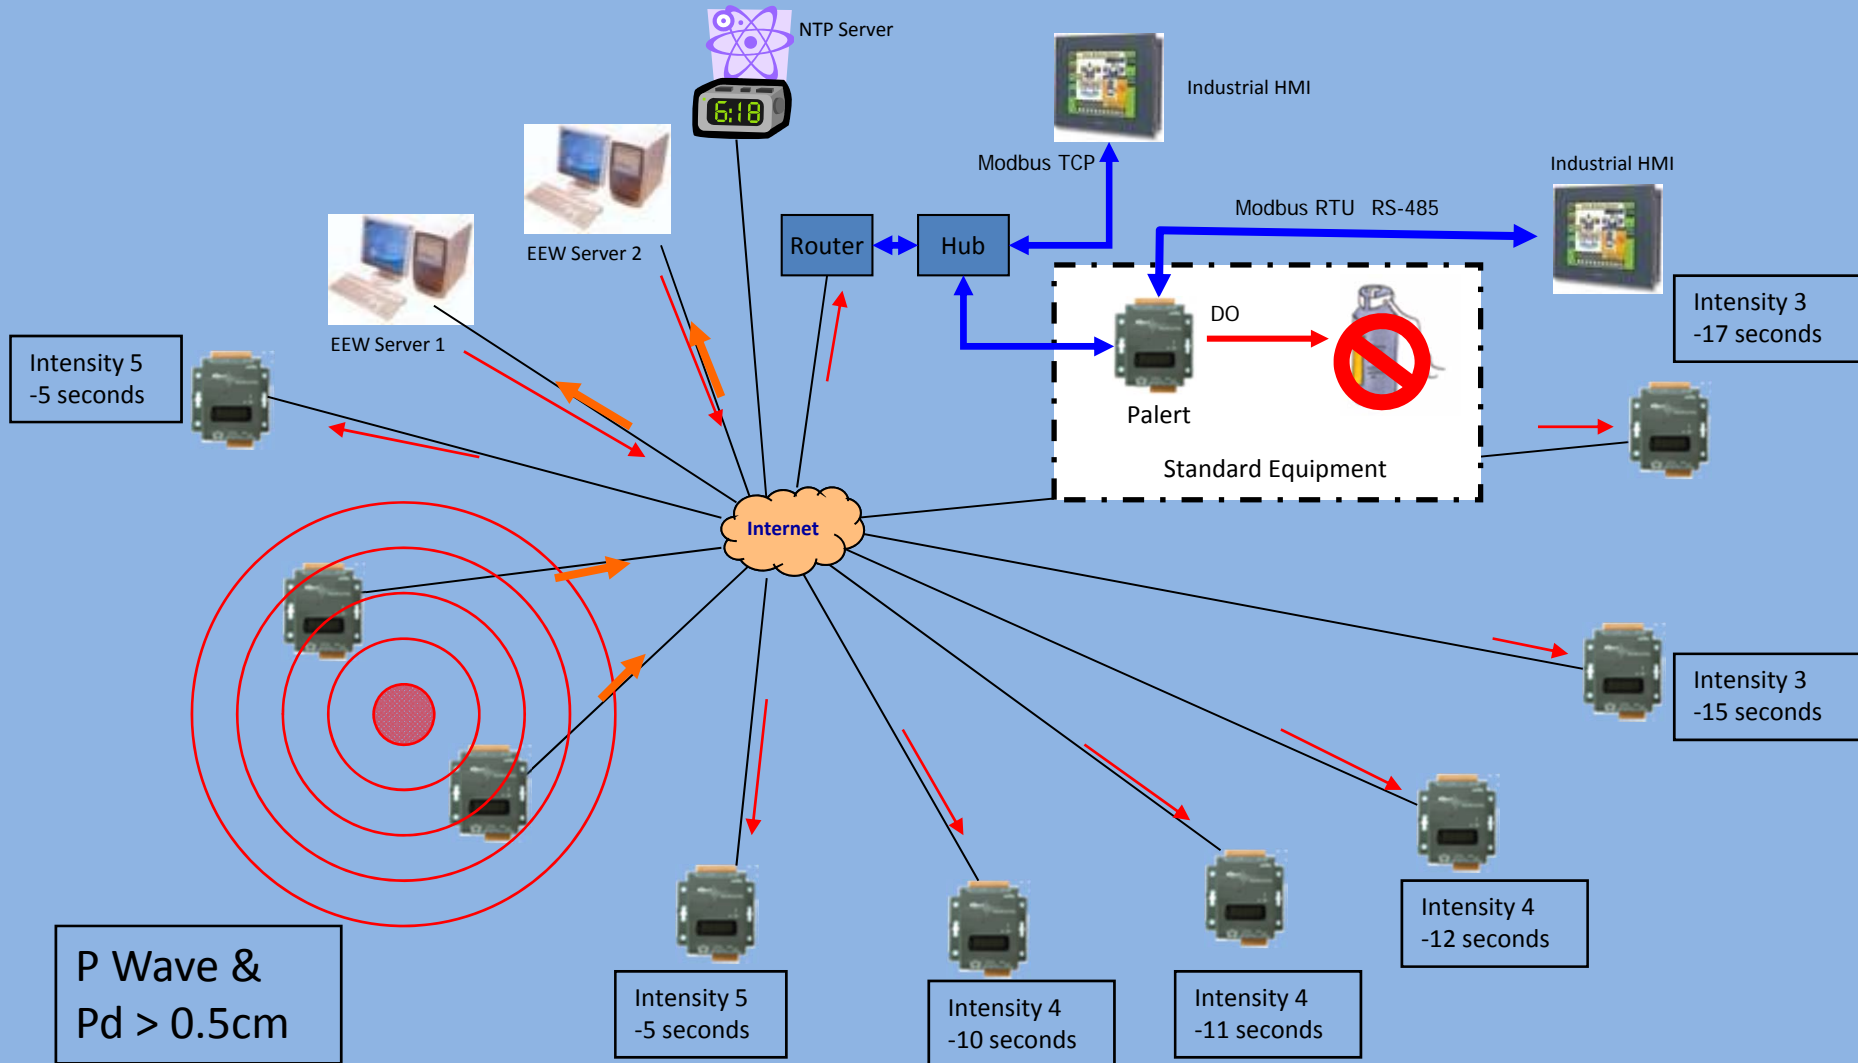 NTP Server
6:18
Industrial HMI
Modbus TCP
Industrial HMI
Modbus RTU RS-485
Router
Hub
EEW Server 2
EEW Server 1
DO
Palert
Standard Equipment
Intensity 3
-17 seconds
Intensity 5
-5 seconds
Internet
Intensity 3
-15 seconds
Intensity 4
-12 seconds
P Wave &
Pd > 0.5cm
Intensity 5
-5 seconds
Intensity 4
-10 seconds
Intensity 4
-11 seconds